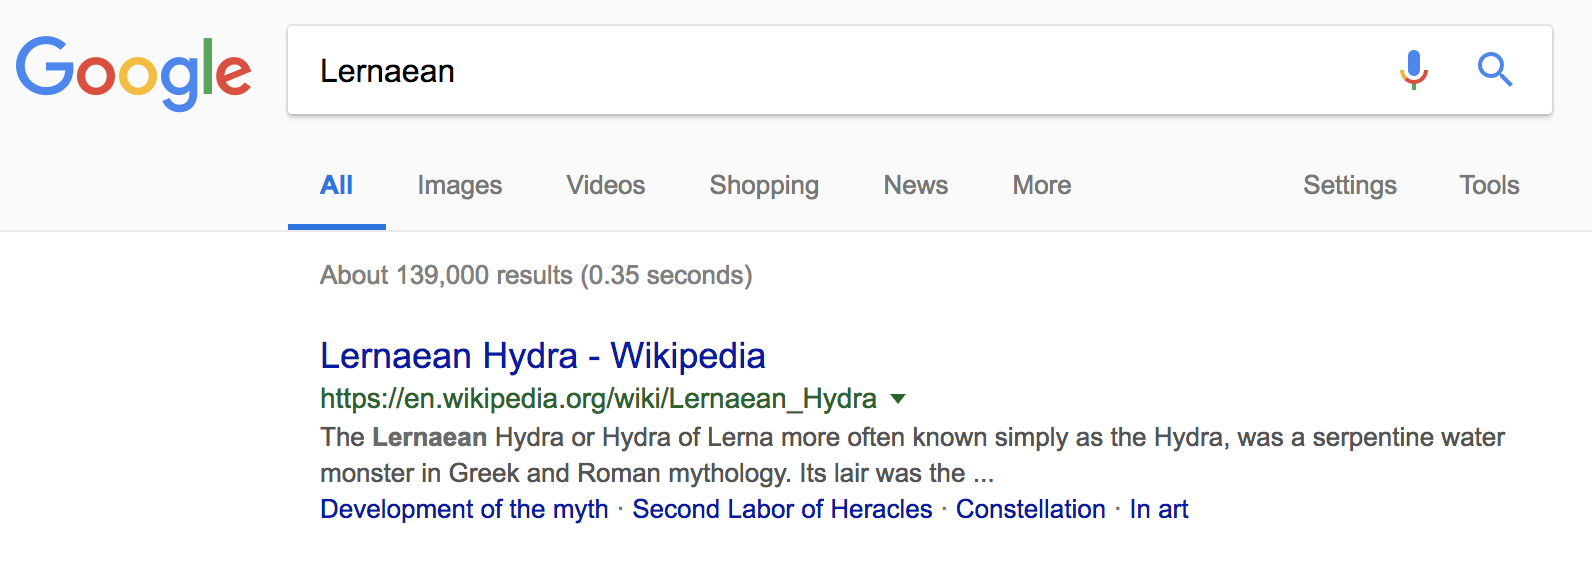 Google
Lernaean
All Images Videos Shopping News More Settings Tools
About 139,000 results (0.35 seconds)
Lernaean Hydra - Wikipedia
https://en.wikipedia.org/wiki/Lernaean_Hydra
The Lernaean Hydra or Hydra of Lerna more often known simply as the Hydra, was a serpentine water
monster in Greek and Roman mythology. Its lair was the ...
Development of the myth · Second Labor of Heracles · Constellation · In art